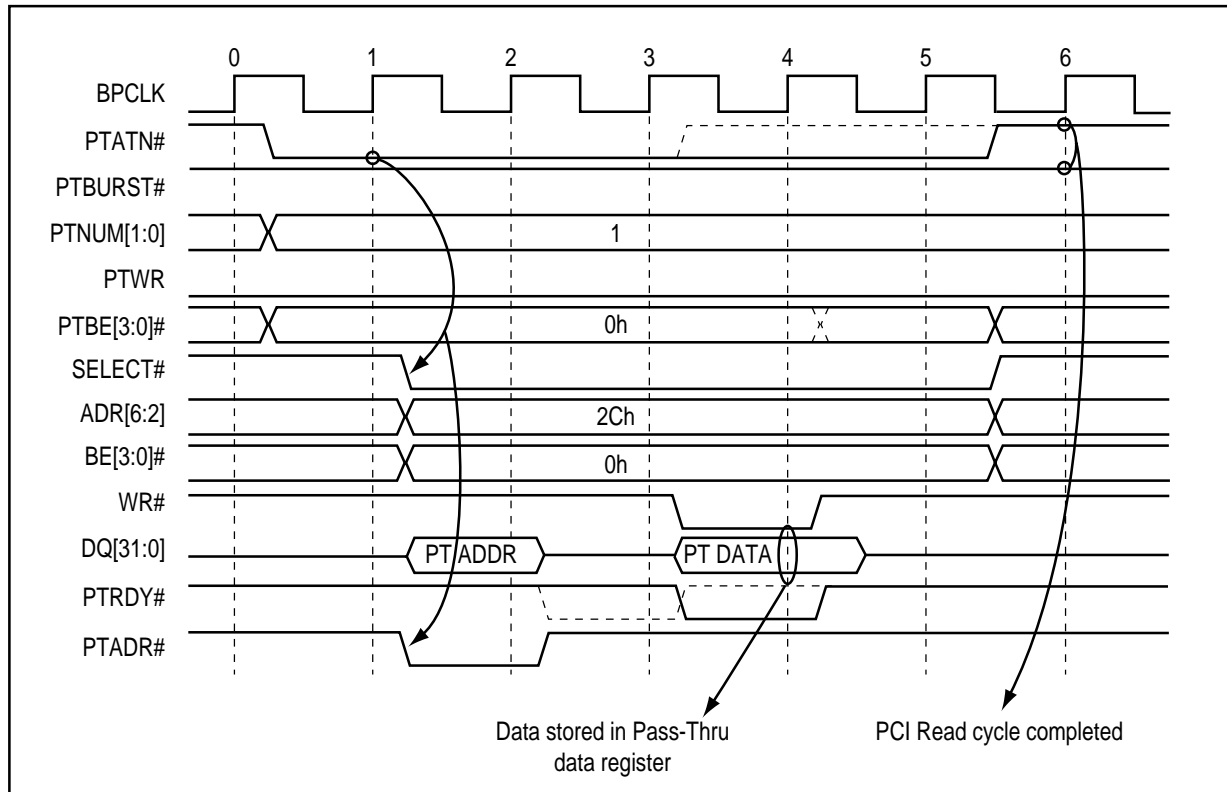 0 1 2 3 4 5 6
BPCLK
PTATN#
PTBURST#
PTNUM[1:0] 1
PTWR
PTBE[3:0]# 0h
SELECT#
ADR[6:2] 2Ch
BE[3:0]# 0h
WR#
DQ[31:0] PT ADDR PT DATA
PTRDY#
PTADR#
Data stored in Pass-Thru
data register
PCI Read cycle completed